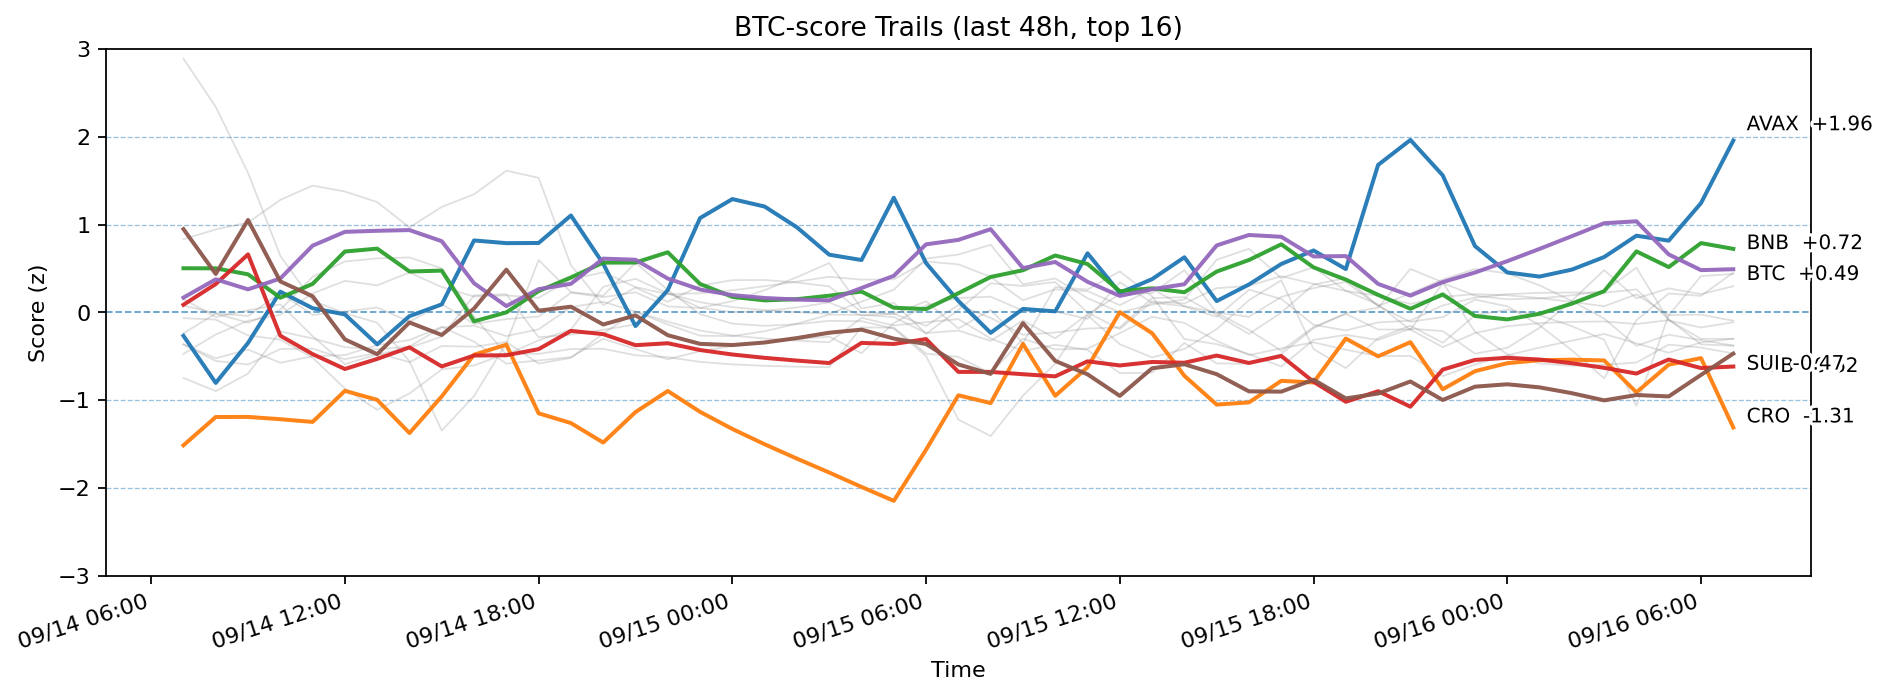 BTC-score Trails (last 48h, top 16)
Score (z)
3
2
1
0
−1
−2
−3
AVAX +1.96
BNB +0.72
BTC +0.49
SUI -0.47
CRO -1.31
09/14 06:00
09/14 12:00
09/14 18:00
09/15 00:00
09/15 06:00
09/15 12:00
09/15 18:00
09/16 00:00
09/16 06:00
Time